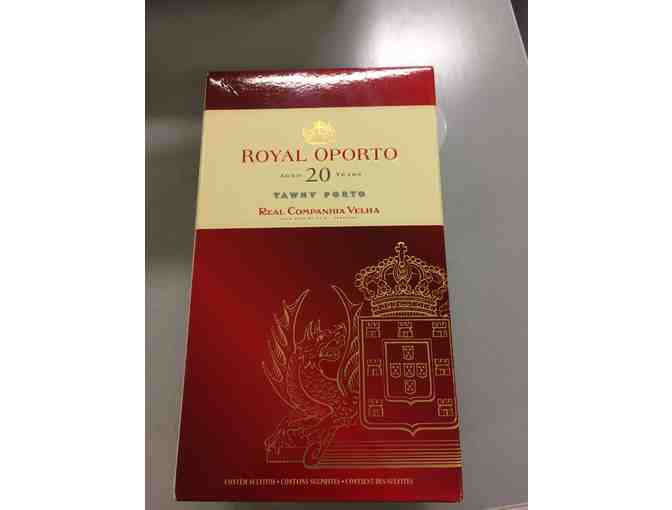 ROYAL OPORTO
AGED 20 YEARS
TAWNY PORTO
REAL COMPANHIA VELHA
CONTÉM SULFITOS • CONTAINS SULPHITES • CONTIENT DES SULFITES